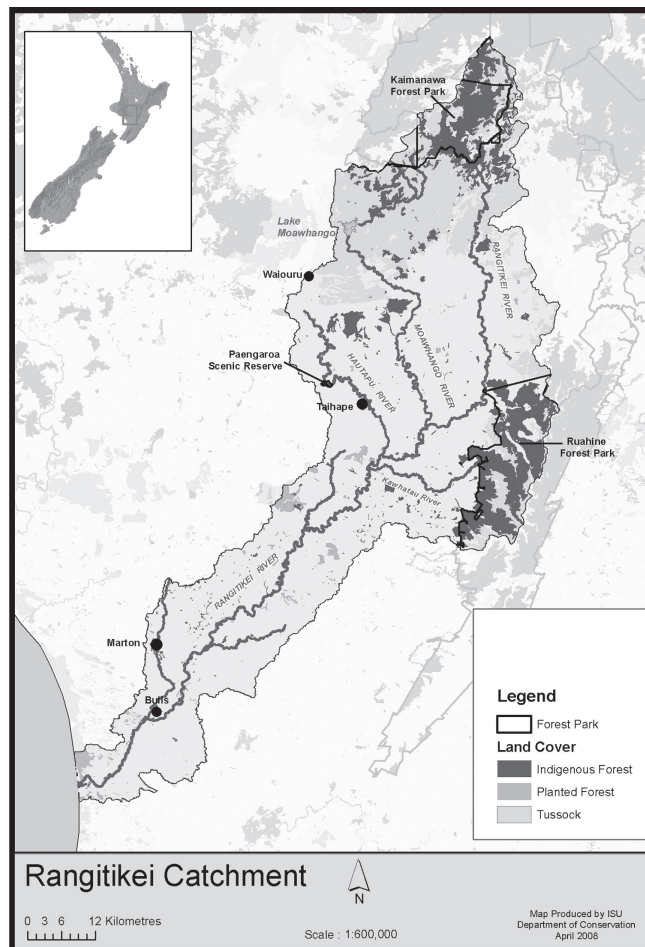 Kaimanawa
Forest Park
Lake
Moawhango
Waiouru
RANGITIKEI RIVER
MOAWHANGO RIVER
HAUTAPU RIVER
Paengaroa
Scenic Reserve
Taihape
Ruahine
Forest Park
Kawhatau River
RANGITIKEI RIVER
Marton
Bulls
Legend
Forest Park
Land Cover
Indigenous Forest
Planted Forest
Tussock
Rangitikei Catchment
N
0 3 6 12 Kilometres
Scale : 1:600,000
Map Produced by ISU
Department of Conservation
April 2008